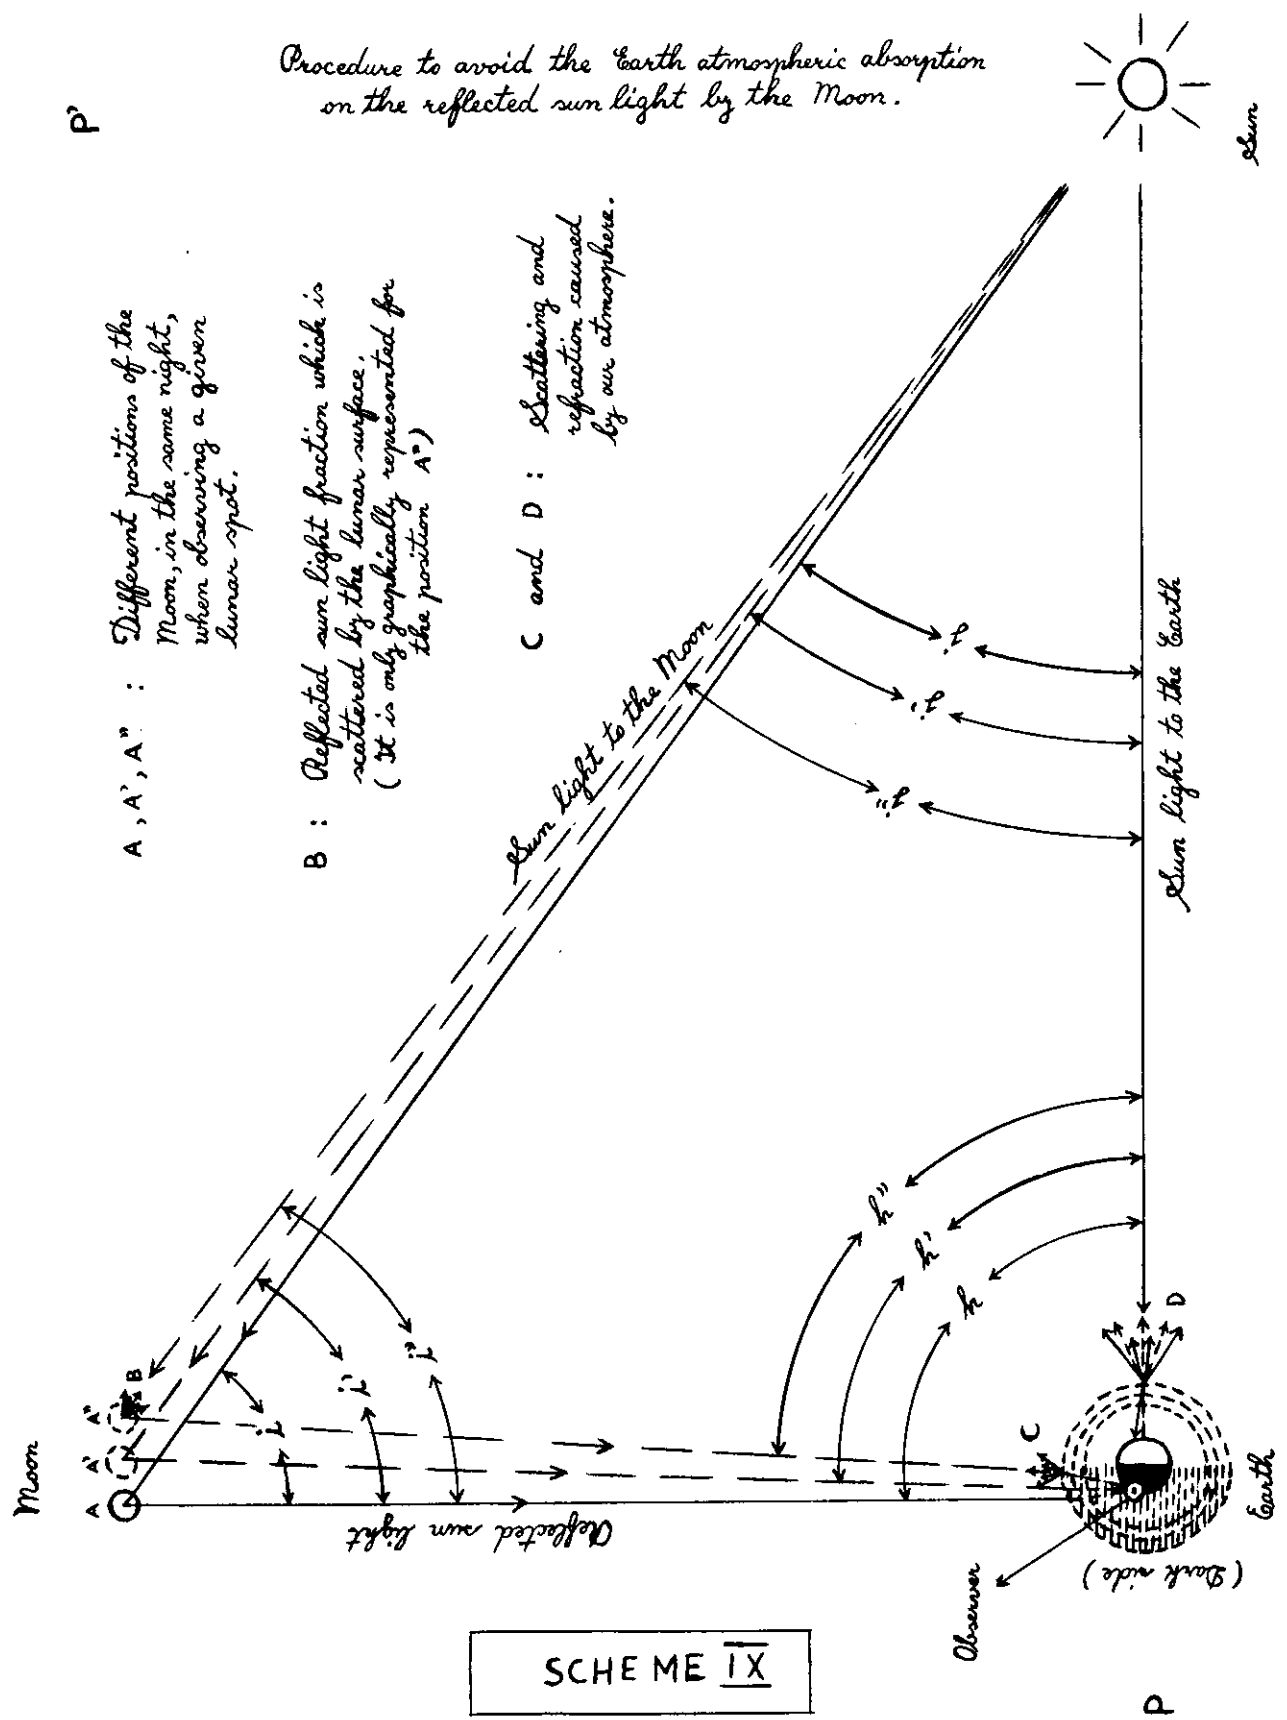 Procedure to avoid the Earth atmospheric absorption
on the reflected sun light by the Moon.
P'
Sun
A, A', A" : Different positions of the
Moon, in the same night,
when observing a given
lunar spot.
B : Reflected sun light fraction which is
scattered by the lunar surface.
(It is only graphically represented for
the position A")
C and D : Scattering and
refraction caused
by our atmosphere.
Sun light to the Moon
j
j'
j"
Sun light to the Earth
h"
h'
h
i
i'
i"
Moon
A
A'
A"
B
Reflected sun light
C
D
Earth
(Dark side)
Observer
SCHEME IX
P